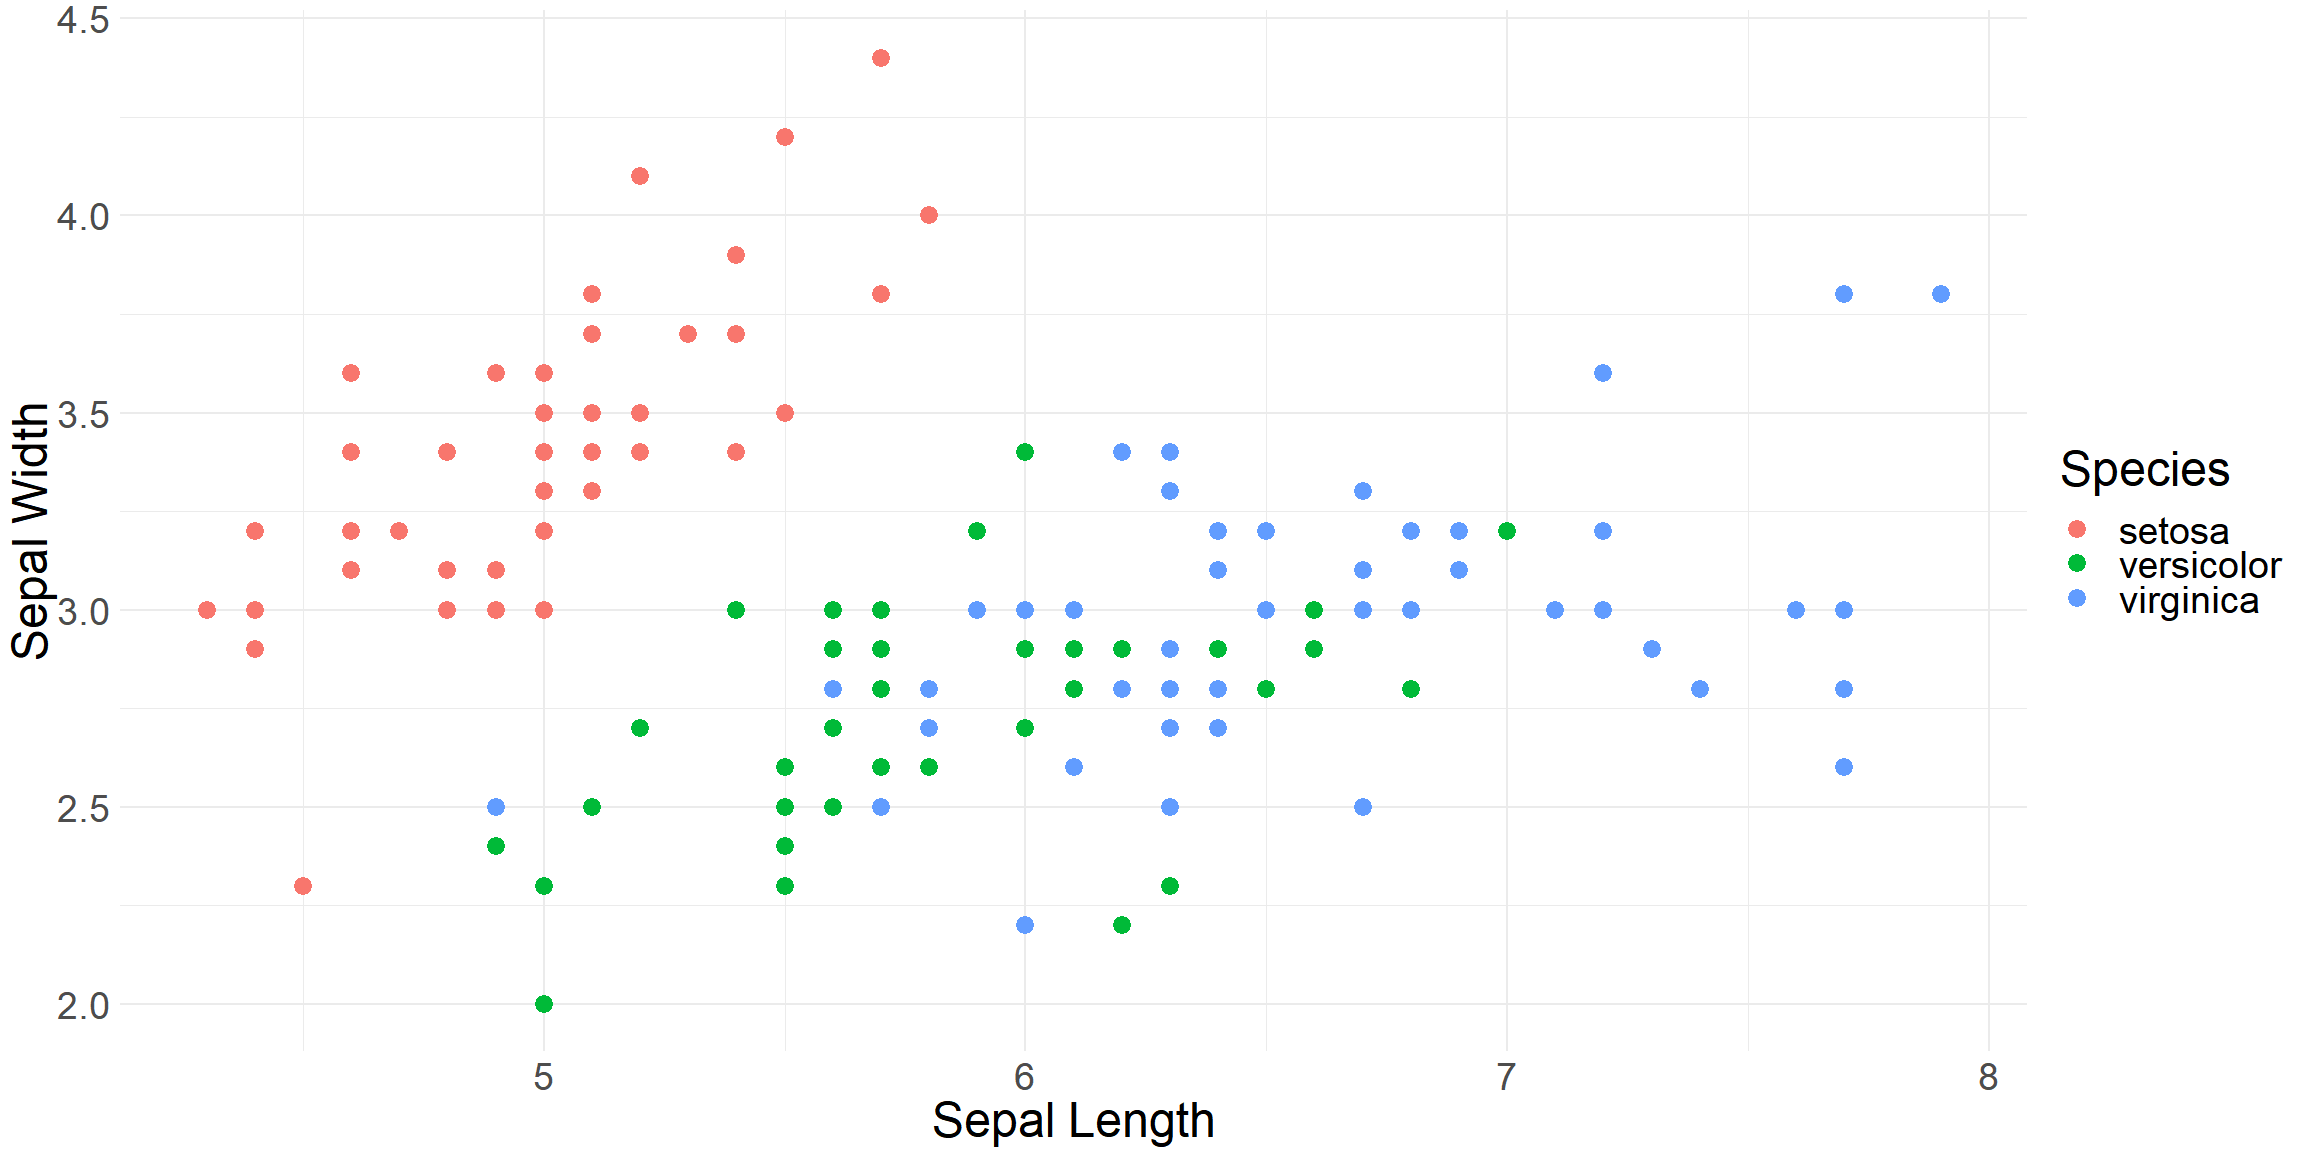 4.5
4.0
3.5
3.0
2.5
2.0
Sepal Width
5 6 7 8
Sepal Length
Species
setosa
versicolor
virginica